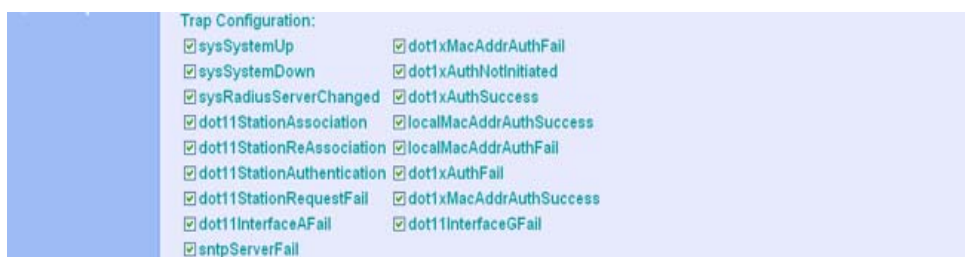 Trap Configuration:
sysSystemUp dot1xMacAddrAuthFail
sysSystemDown dot1xAuthNotInitiated
sysRadiusServerChanged dot1xAuthSuccess
dot11StationAssociation localMacAddrAuthSuccess
dot11StationReAssociation localMacAddrAuthFail
dot11StationAuthentication dot1xAuthFail
dot11StationRequestFail dot1xMacAddrAuthSuccess
dot11InterfaceAFail dot11InterfaceGFail
sntpServerFail